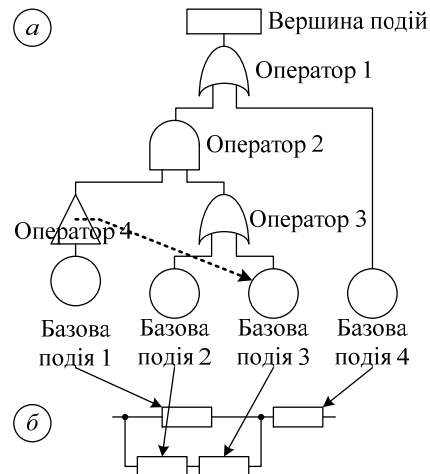 а
Вершина подій
Оператор 1
Оператор 2
Оператор 3
Оператор 4
Базова подія 1
Базова подія 2
Базова подія 3
Базова подія 4
б